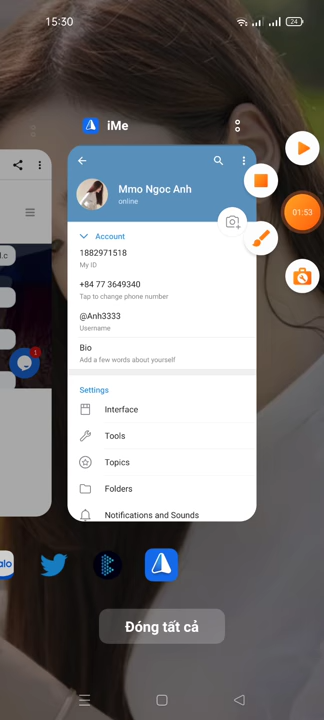 15:30
24
iMe
Mmo Ngoc Anh
online
01:53
Account
1882971518
My ID
l.c
+84 77 3649340
Tap to change phone number
@Anh3333
Username
1
Bio
Add a few words about yourself
Settings
Interface
Tools
Topics
Folders
Notifications and Sounds
alo
Đóng tất cả